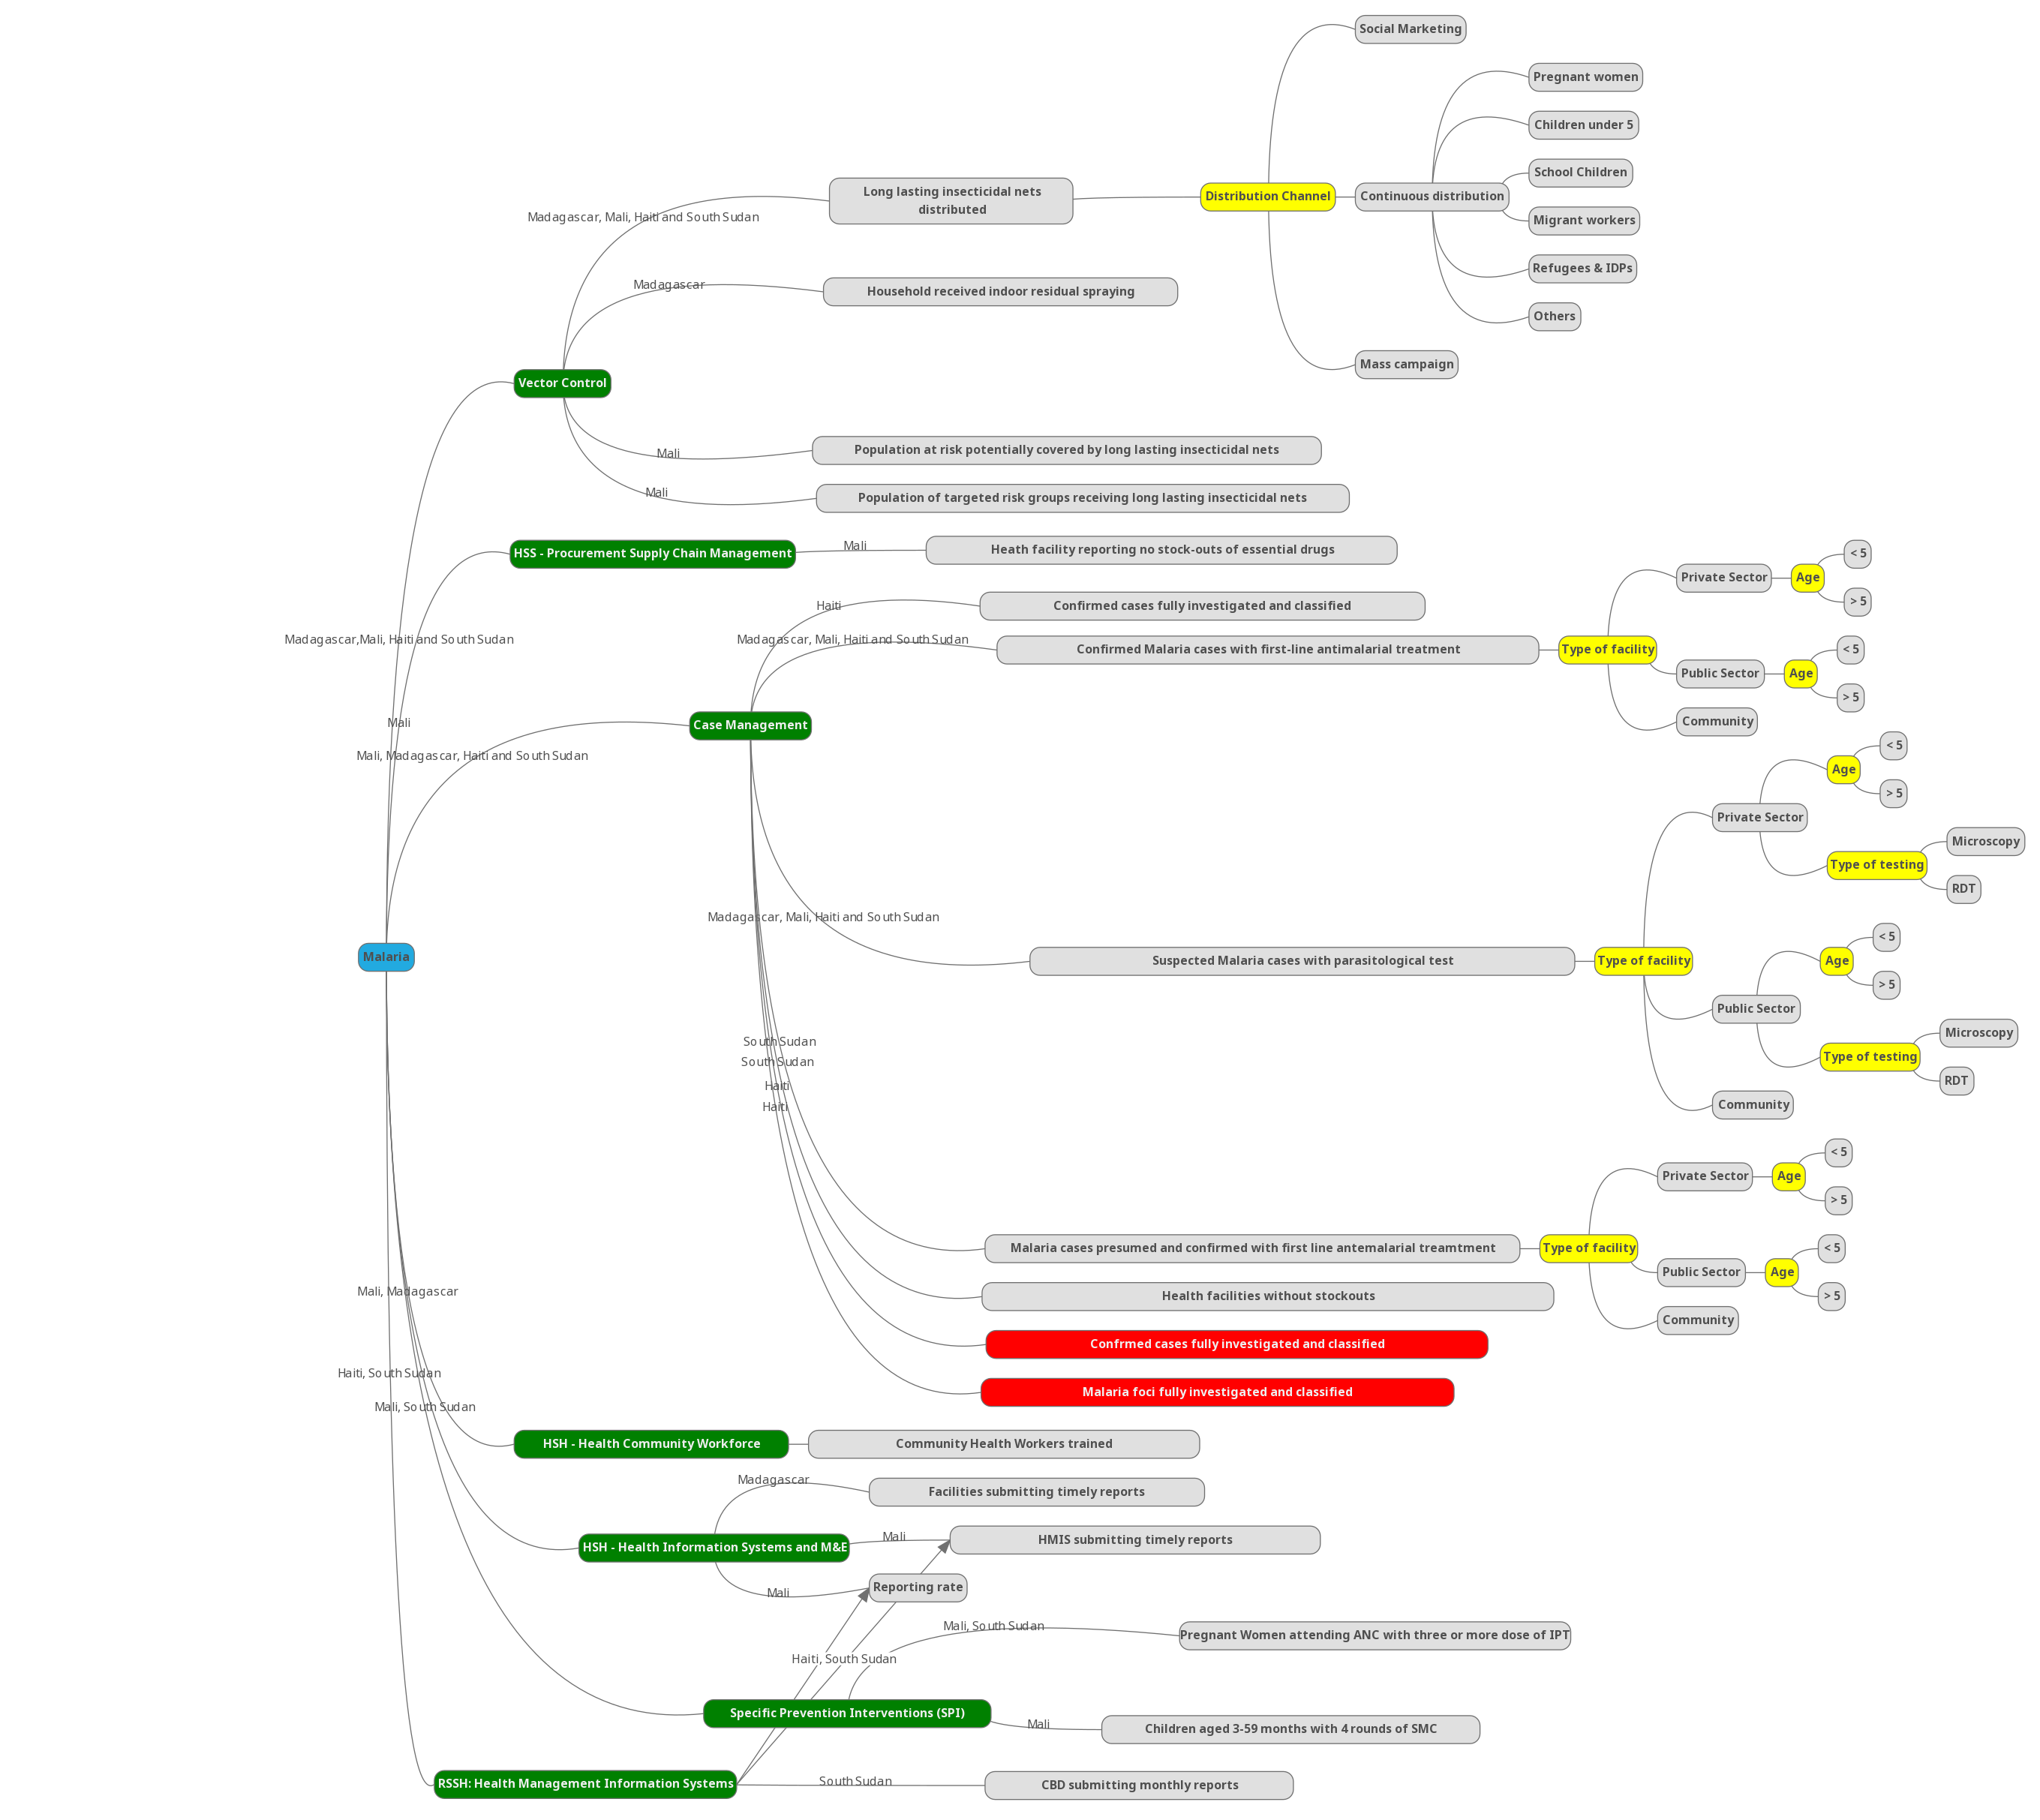 Social Marketing
Pregnant women
Children under 5
School Children
Long lasting insecticidal nets
distributed
Distribution Channel
Continuous distribution
Madagascar, Mali, Haiti and South Sudan
Migrant workers
Refugees & IDPs
Madagascar
Household received indoor residual spraying
Others
Mass campaign
Vector Control
Mali
Population at risk potentially covered by long lasting insecticidal nets
Mali
Population of targeted risk groups receiving long lasting insecticidal nets
HSS - Procurement Supply Chain Management
Mali
Heath facility reporting no stock-outs of essential drugs
< 5
Private Sector
Age
> 5
Haiti
Confirmed cases fully investigated and classified
Madagascar,Mali, Haiti and South Sudan
Madagascar, Mali, Haiti and South Sudan
Confirmed Malaria cases with first-line antimalarial treatment
Type of facility
< 5
Public Sector
Age
> 5
Mali
Case Management
Community
Mali, Madagascar, Haiti and South Sudan
< 5
Age
> 5
Private Sector
Microscopy
Type of testing
RDT
Madagascar, Mali, Haiti and South Sudan
< 5
Malaria
Suspected Malaria cases with parasitological test
Type of facility
Age
> 5
Public Sector
Microscopy
South Sudan
Type of testing
South Sudan
RDT
Haiti
Haiti
Community
< 5
Private Sector
Age
> 5
Malaria cases presumed and confirmed with first line antemalarial treamtment
Type of facility
< 5
Public Sector
Age
> 5
Mali, Madagascar
Health facilities without stockouts
Community
Confrmed cases fully investigated and classified
Haiti, South Sudan
Malaria foci fully investigated and classified
Mali, South Sudan
HSH - Health Community Workforce
Community Health Workers trained
Madagascar
Facilities submitting timely reports
HSH - Health Information Systems and M&E
Mali
HMIS submitting timely reports
Mali
Reporting rate
Mali, South Sudan
Pregnant Women attending ANC with three or more dose of IPT
Haiti, South Sudan
Specific Prevention Interventions (SPI)
Mali
Children aged 3-59 months with 4 rounds of SMC
RSSH: Health Management Information Systems
South Sudan
CBD submitting monthly reports